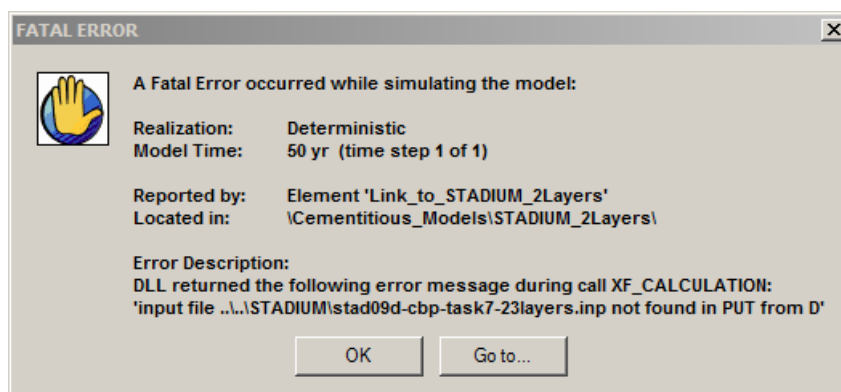 FATAL ERROR
A Fatal Error occurred while simulating the model:
Realization: Deterministic
Model Time: 50 yr (time step 1 of 1)
Reported by: Element 'Link_to_STADIUM_2Layers'
Located in: \Cementitious_Models\STADIUM_2Layers\
Error Description:
DLL returned the following error message during call XF_CALCULATION:
'input file ..\..\STADIUM\stad09d-cbp-task7-23layers.inp not found in PUT from D'
OK Go to...